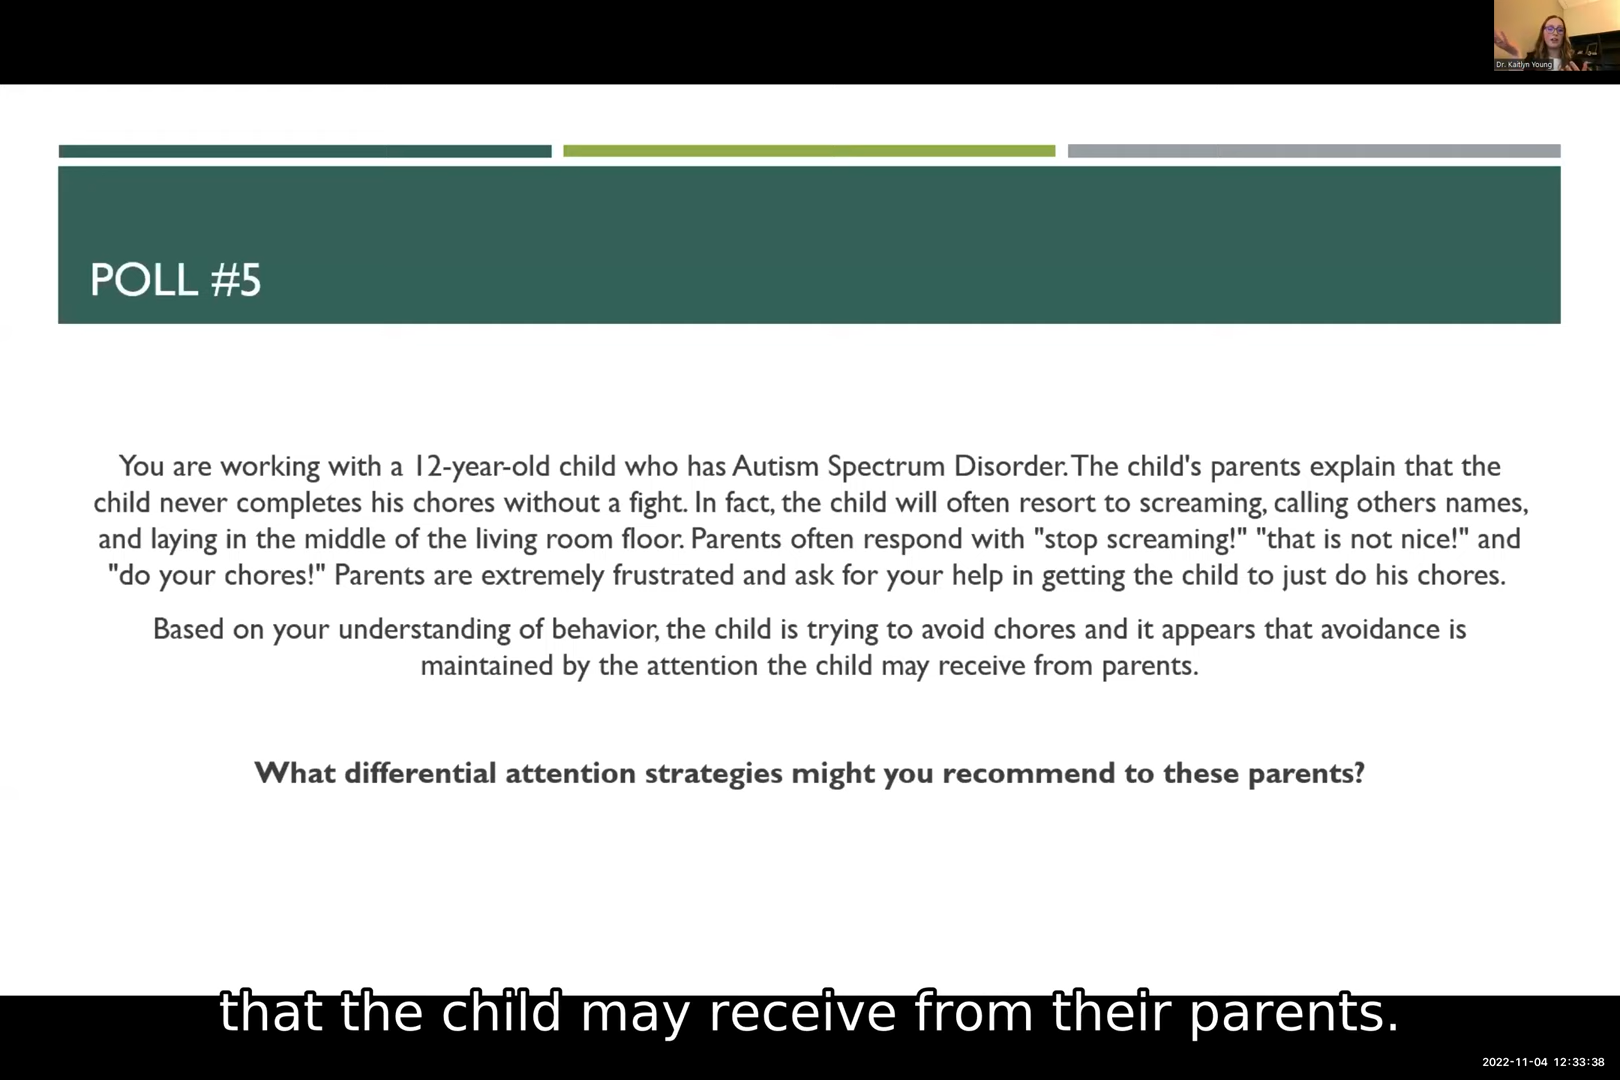 Dr. Kaitlyn Young
POLL #5
You are working with a 12-year-old child who has Autism Spectrum Disorder. The child's parents explain that the
child never completes his chores without a fight. In fact, the child will often resort to screaming, calling others names,
and laying in the middle of the living room floor. Parents often respond with "stop screaming!" "that is not nice!" and
"do your chores!" Parents are extremely frustrated and ask for your help in getting the child to just do his chores.
Based on your understanding of behavior, the child is trying to avoid chores and it appears that avoidance is
maintained by the attention the child may receive from parents.
What differential attention strategies might you recommend to these parents?
that the child may receive from their parents.
2022-11-04 12:33:38